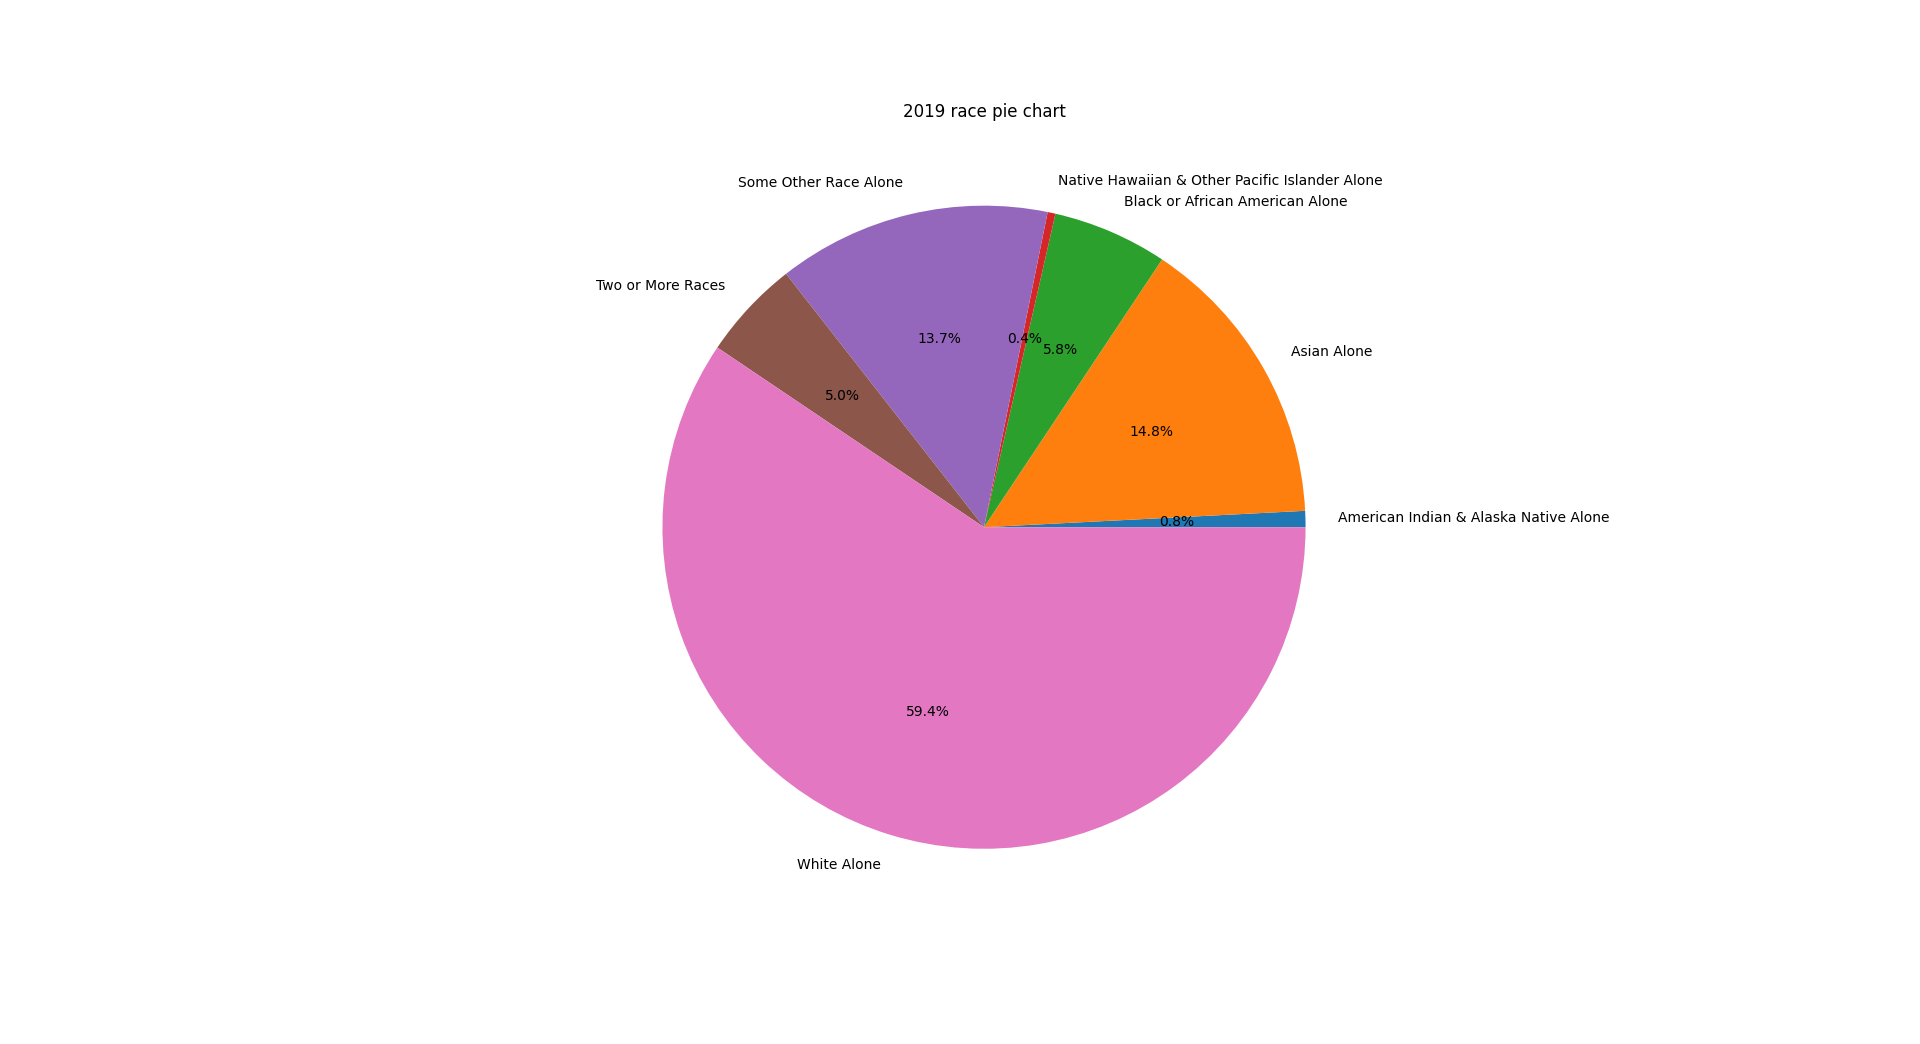 2019 race pie chart
Native Hawaiian & Other Pacific Islander Alone
Some Other Race Alone
Black or African American Alone
Two or More Races
13.7%
0.4%
5.8%
Asian Alone
5.0%
14.8%
American Indian & Alaska Native Alone
0.8%
59.4%
White Alone